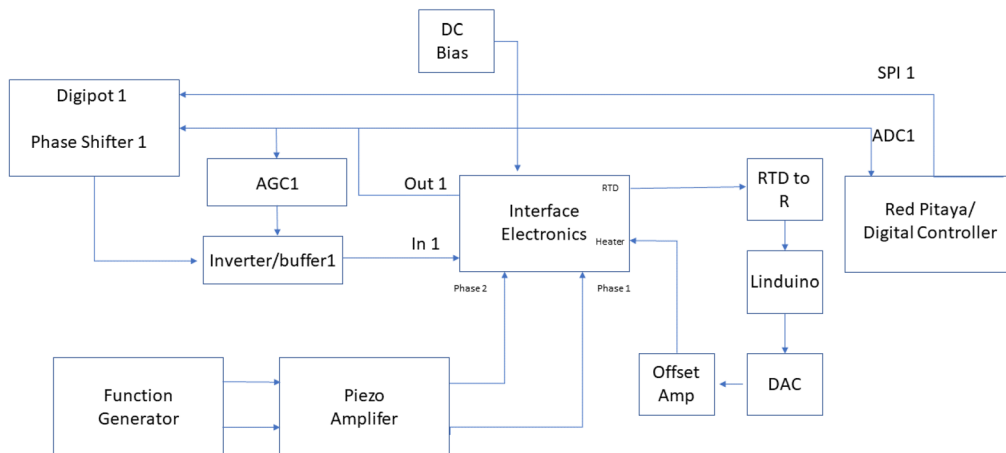 DC
Bias
SPI 1
Digipot 1
Phase Shifter 1
ADC1
AGC1
Out 1
RTD
Interface
Electronics
Heater
RTD to
R
Red Pitaya/
Digital Controller
Inverter/buffer1
In 1
Linduino
Phase 2
Phase 1
Function
Generator
Piezo
Amplifer
Offset
Amp
DAC